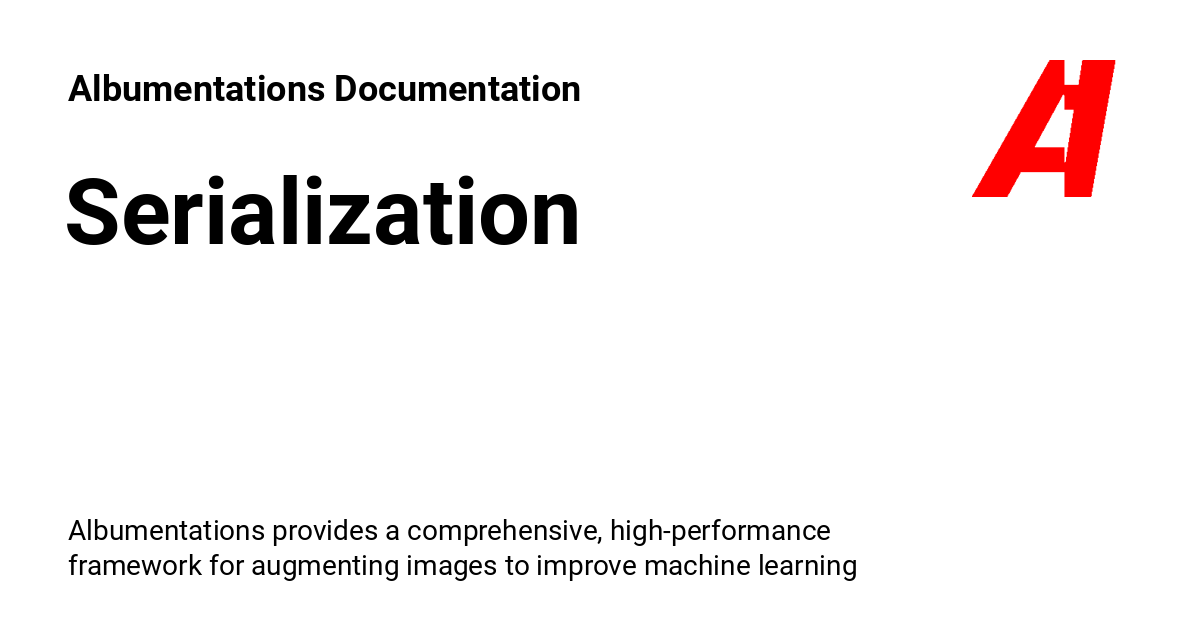 Albumentations Documentation
Serialization
Albumentations provides a comprehensive, high-performance
framework for augmenting images to improve machine learning